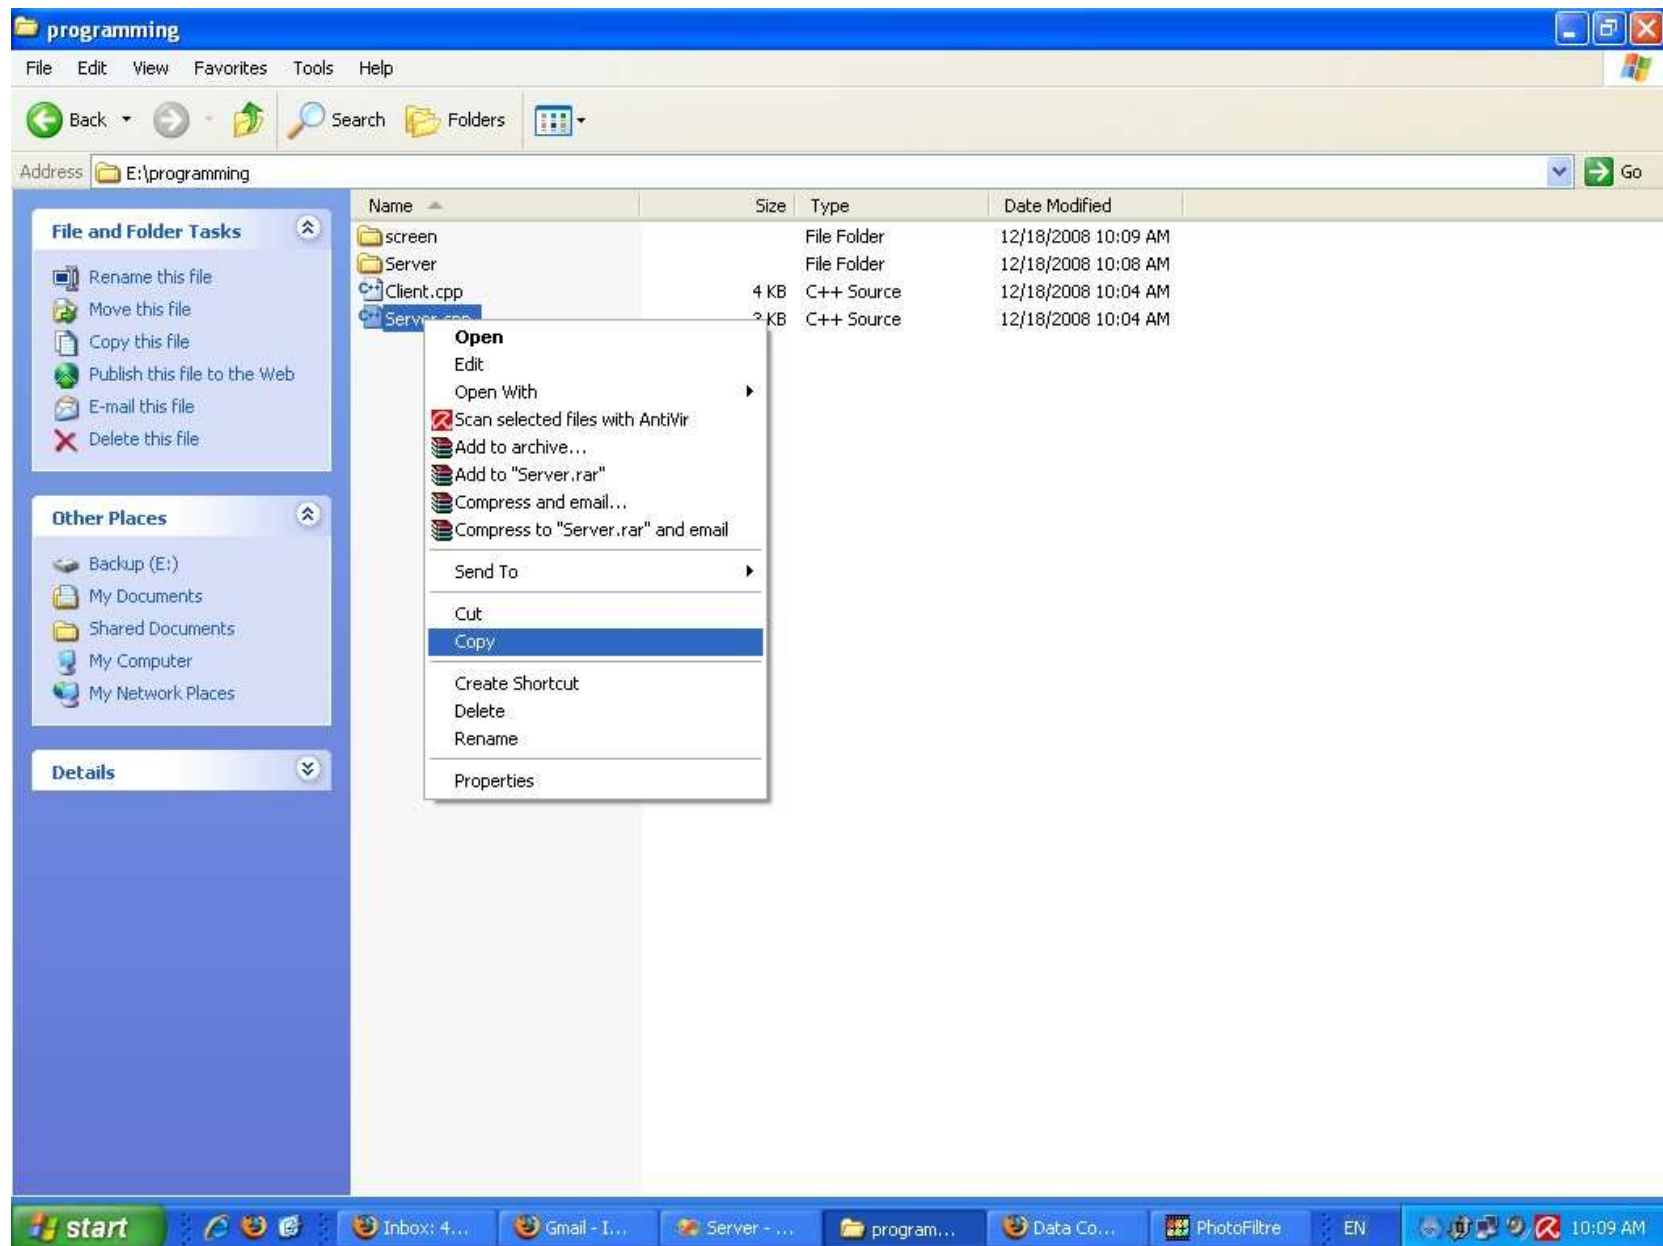 programming
File Edit View Favorites Tools Help
Back Search Folders
Address E:\programming Go
File and Folder Tasks
Rename this file
Move this file
Copy this file
Publish this file to the Web
E-mail this file
Delete this file
Other Places
Backup (E:)
My Documents
Shared Documents
My Computer
My Network Places
Details
Name Size Type Date Modified
screen File Folder 12/18/2008 10:09 AM
Server File Folder 12/18/2008 10:08 AM
Client.cpp 4 KB C++ Source 12/18/2008 10:04 AM
Server.cpp KB C++ Source 12/18/2008 10:04 AM
Open
Edit
Open With
Scan selected files with AntiVir
Add to archive...
Add to "Server.rar"
Compress and email...
Compress to "Server.rar" and email
Send To
Cut
Copy
Create Shortcut
Delete
Rename
Properties
start Inbox: 4... Gmail - I... Server - ... program... Data Co... PhotoFiltre EN 10:09 AM